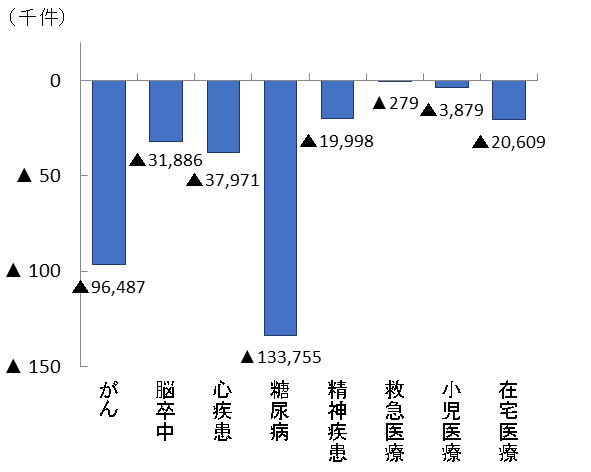 （千件）
0
▲ 50
▲ 100
▲ 150
▲ 96,487
▲ 31,886
▲ 37,971
▲ 133,755
▲ 19,998
▲ 279
▲ 3,879
▲ 20,609
がん
脳卒中
心疾患
糖尿病
精神疾患
救急医療
小児医療
在宅医療